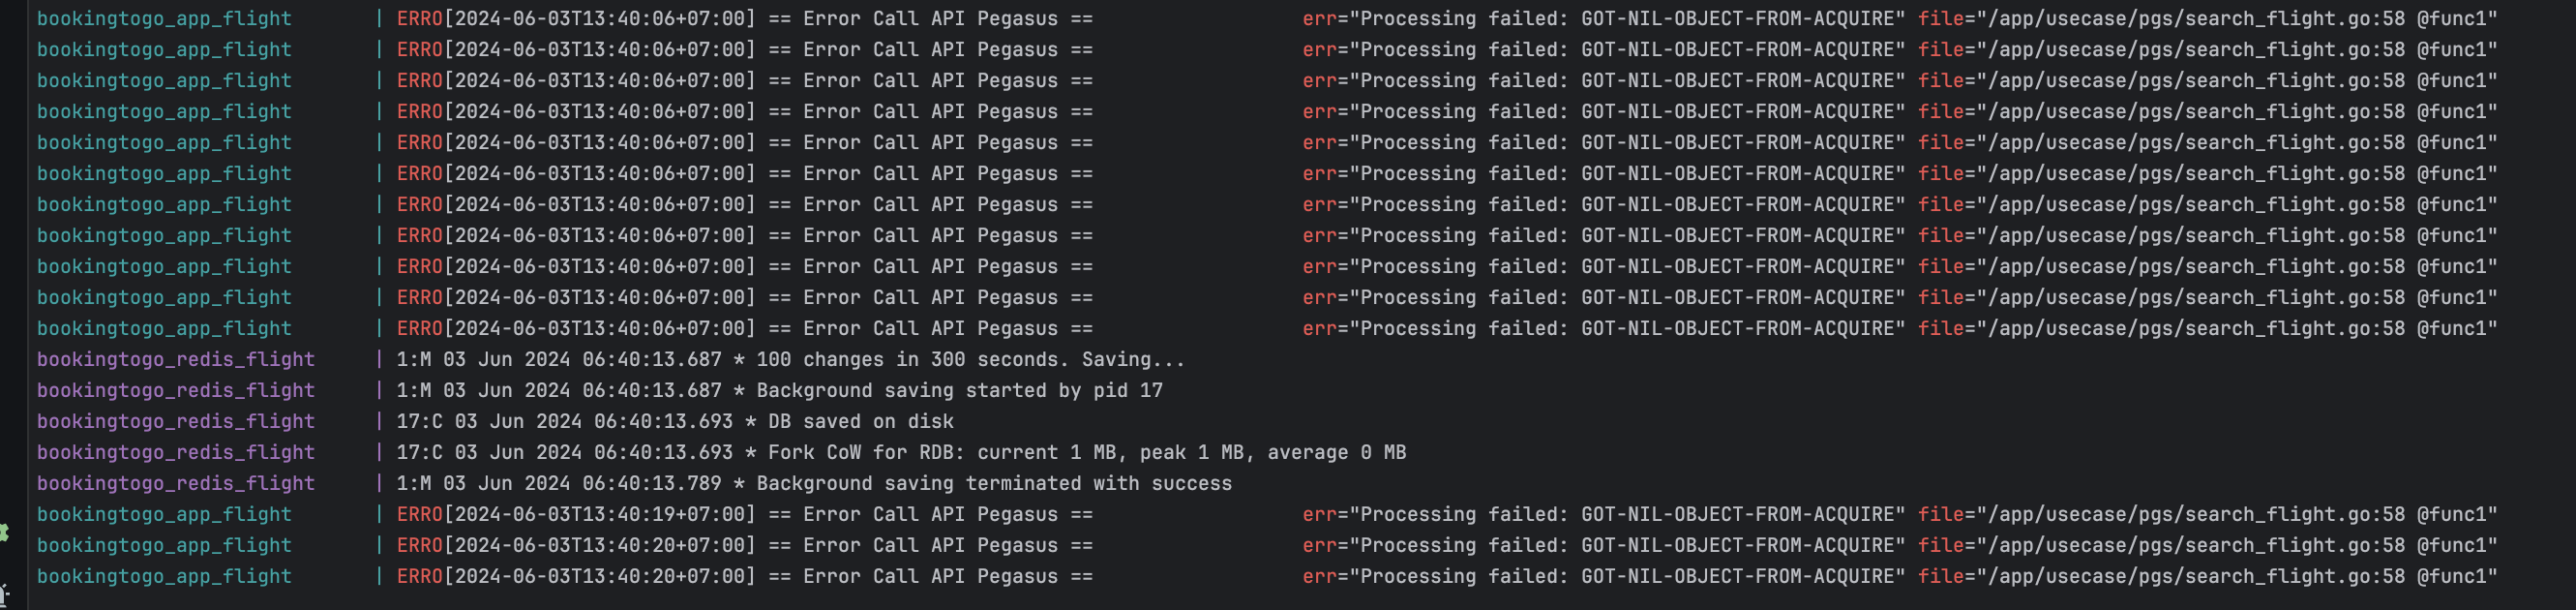 bookingtogo_app_flight | ERRO[2024-06-03T13:40:06+07:00] == Error Call API Pegasus == err="Processing failed: GOT-NIL-OBJECT-FROM-ACQUIRE" file="/app/usecase/pgs/search_flight.go:58 @func1"
bookingtogo_app_flight | ERRO[2024-06-03T13:40:06+07:00] == Error Call API Pegasus == err="Processing failed: GOT-NIL-OBJECT-FROM-ACQUIRE" file="/app/usecase/pgs/search_flight.go:58 @func1"
bookingtogo_app_flight | ERRO[2024-06-03T13:40:06+07:00] == Error Call API Pegasus == err="Processing failed: GOT-NIL-OBJECT-FROM-ACQUIRE" file="/app/usecase/pgs/search_flight.go:58 @func1"
bookingtogo_app_flight | ERRO[2024-06-03T13:40:06+07:00] == Error Call API Pegasus == err="Processing failed: GOT-NIL-OBJECT-FROM-ACQUIRE" file="/app/usecase/pgs/search_flight.go:58 @func1"
bookingtogo_app_flight | ERRO[2024-06-03T13:40:06+07:00] == Error Call API Pegasus == err="Processing failed: GOT-NIL-OBJECT-FROM-ACQUIRE" file="/app/usecase/pgs/search_flight.go:58 @func1"
bookingtogo_app_flight | ERRO[2024-06-03T13:40:06+07:00] == Error Call API Pegasus == err="Processing failed: GOT-NIL-OBJECT-FROM-ACQUIRE" file="/app/usecase/pgs/search_flight.go:58 @func1"
bookingtogo_app_flight | ERRO[2024-06-03T13:40:06+07:00] == Error Call API Pegasus == err="Processing failed: GOT-NIL-OBJECT-FROM-ACQUIRE" file="/app/usecase/pgs/search_flight.go:58 @func1"
bookingtogo_app_flight | ERRO[2024-06-03T13:40:06+07:00] == Error Call API Pegasus == err="Processing failed: GOT-NIL-OBJECT-FROM-ACQUIRE" file="/app/usecase/pgs/search_flight.go:58 @func1"
bookingtogo_app_flight | ERRO[2024-06-03T13:40:06+07:00] == Error Call API Pegasus == err="Processing failed: GOT-NIL-OBJECT-FROM-ACQUIRE" file="/app/usecase/pgs/search_flight.go:58 @func1"
bookingtogo_app_flight | ERRO[2024-06-03T13:40:06+07:00] == Error Call API Pegasus == err="Processing failed: GOT-NIL-OBJECT-FROM-ACQUIRE" file="/app/usecase/pgs/search_flight.go:58 @func1"
bookingtogo_app_flight | ERRO[2024-06-03T13:40:06+07:00] == Error Call API Pegasus == err="Processing failed: GOT-NIL-OBJECT-FROM-ACQUIRE" file="/app/usecase/pgs/search_flight.go:58 @func1"
bookingtogo_redis_flight | 1:M 03 Jun 2024 06:40:13.687 * 100 changes in 300 seconds. Saving...
bookingtogo_redis_flight | 1:M 03 Jun 2024 06:40:13.687 * Background saving started by pid 17
bookingtogo_redis_flight | 17:C 03 Jun 2024 06:40:13.693 * DB saved on disk
bookingtogo_redis_flight | 17:C 03 Jun 2024 06:40:13.693 * Fork CoW for RDB: current 1 MB, peak 1 MB, average 0 MB
bookingtogo_redis_flight | 1:M 03 Jun 2024 06:40:13.789 * Background saving terminated with success
bookingtogo_app_flight | ERRO[2024-06-03T13:40:19+07:00] == Error Call API Pegasus == err="Processing failed: GOT-NIL-OBJECT-FROM-ACQUIRE" file="/app/usecase/pgs/search_flight.go:58 @func1"
bookingtogo_app_flight | ERRO[2024-06-03T13:40:20+07:00] == Error Call API Pegasus == err="Processing failed: GOT-NIL-OBJECT-FROM-ACQUIRE" file="/app/usecase/pgs/search_flight.go:58 @func1"
bookingtogo_app_flight | ERRO[2024-06-03T13:40:20+07:00] == Error Call API Pegasus == err="Processing failed: GOT-NIL-OBJECT-FROM-ACQUIRE" file="/app/usecase/pgs/search_flight.go:58 @func1"